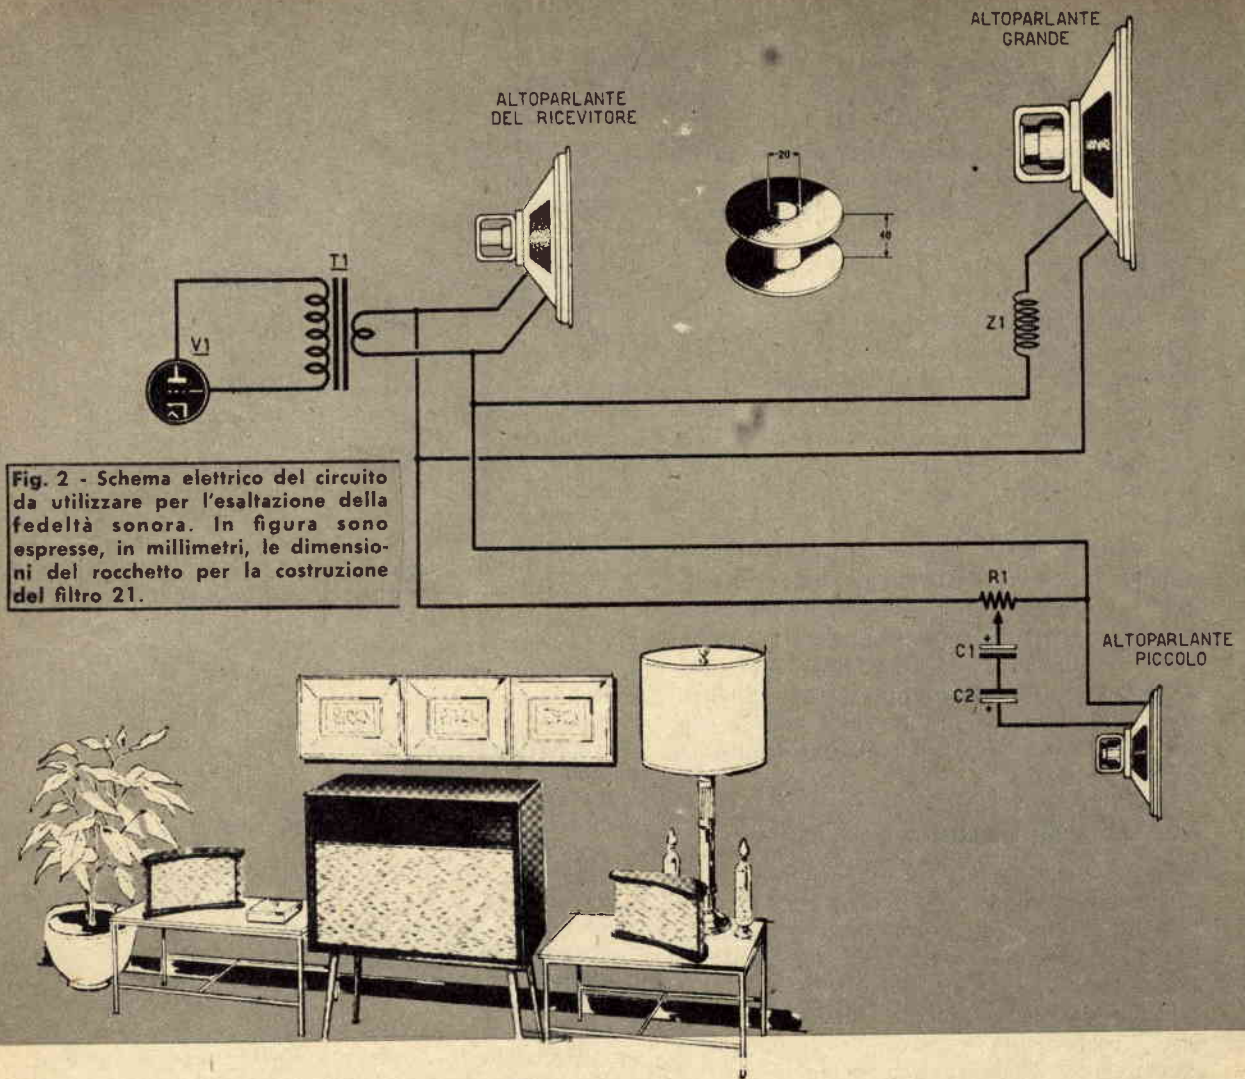 ALTOPARLANTE
GRANDE
ALTOPARLANTE
DEL RICEVITORE
20
40
T1
Z1
V1
Fig. 2 - Schema elettrico del circuito
da utilizzare per l'esaltazione della
fedeltà sonora. In figura sono
espresse, in millimetri, le dimensio-
ni del rocchetto per la costruzione
del filtro 21.
R1
+
C1
C2
+
ALTOPARLANTE
PICCOLO